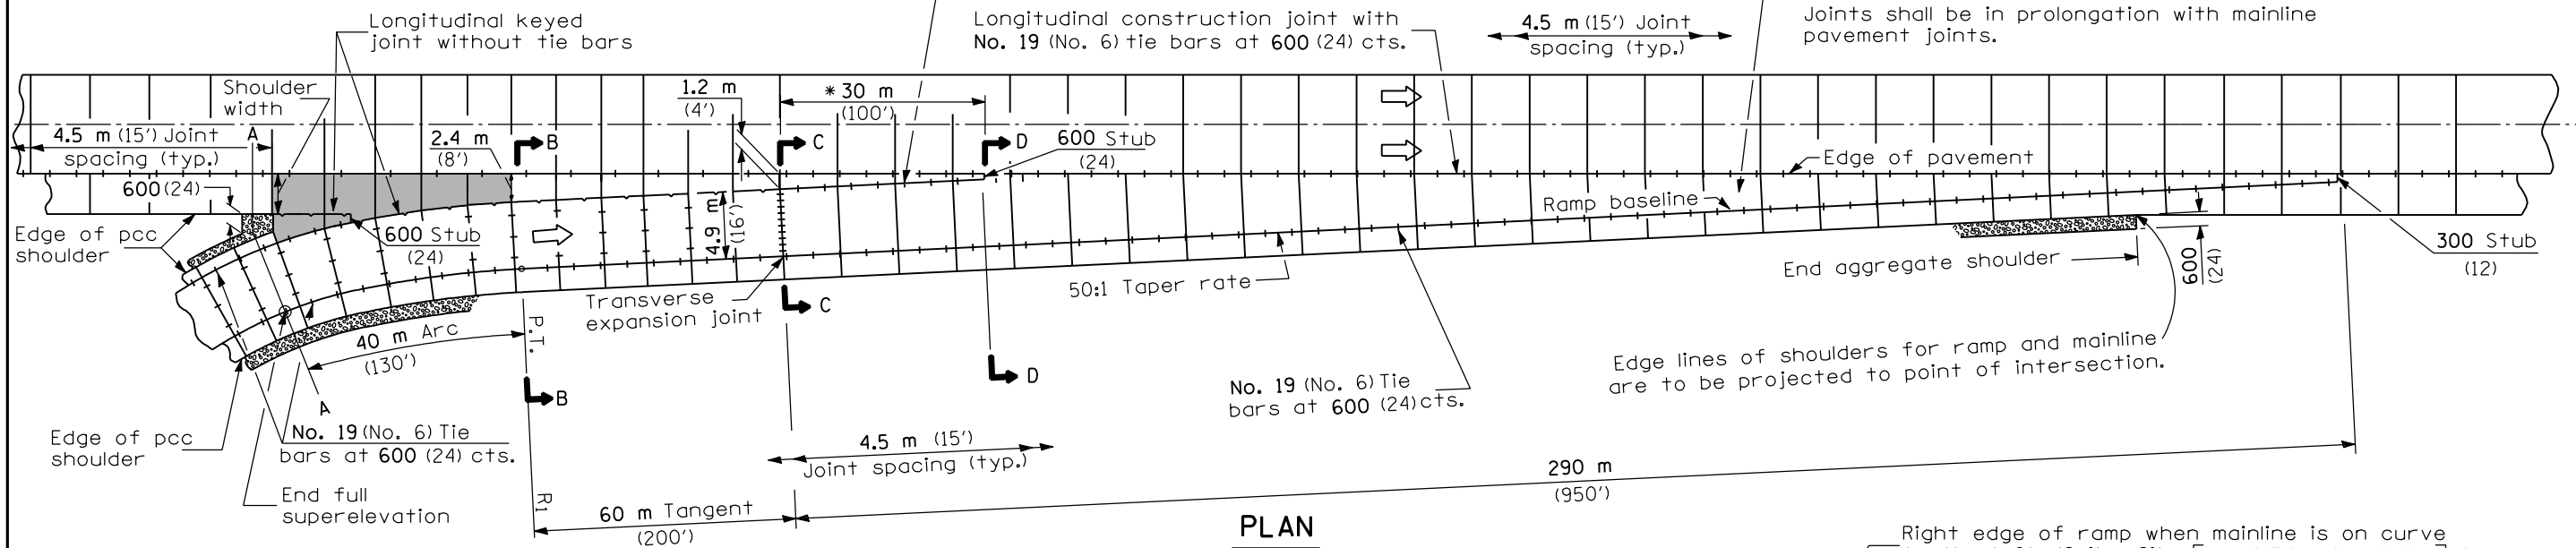 Longitudinal keyed
joint without tie bars
Longitudinal construction joint with
No. 19 (No. 6) tie bars at 600 (24) cts.
4.5 m (15') Joint
spacing (typ.)
Joints shall be in prolongation with mainline
pavement joints.
Shoulder
width
4.5 m (15') Joint
spacing (typ.)
A
600 (24)
2.4 m
(8')
B
1.2 m
(4')
* 30 m
(100')
C
D
600 Stub
(24)
Edge of pavement
Edge of pcc
shoulder
600 Stub
(24)
4.9 m
(16')
Ramp baseline
300 Stub
(12)
600
(24)
End aggregate shoulder
50:1 Taper rate
Transverse
expansion joint
C
40 m Arc
(130')
P.T.
B
D
A
No. 19 (No. 6) Tie
bars at 600 (24) cts.
Edge lines of shoulders for ramp and mainline
are to be projected to point of intersection.
Edge of pcc
shoulder
No. 19 (No. 6) Tie
bars at 600 (24) cts.
End full
superelevation
4.5 m (15')
Joint spacing (typ.)
R1
60 m Tangent
(200')
290 m
(950')
PLAN
Right edge of ramp when mainline is on curve